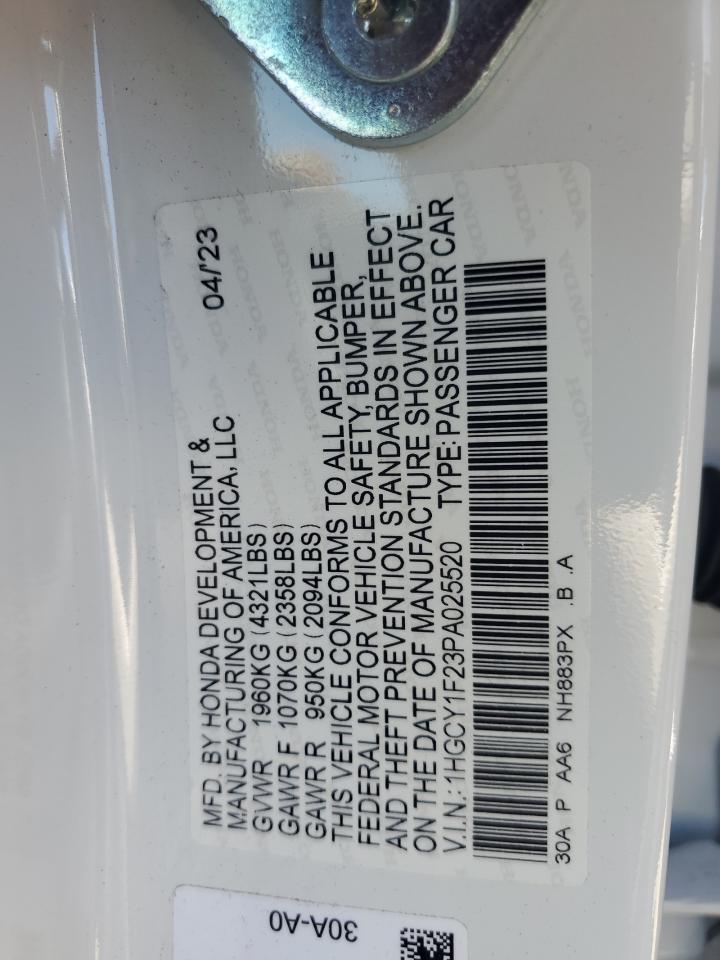 MFD. BY HONDA DEVELOPMENT &
MANUFACTURING OF AMERICA, LLC 04/'23
GVWR 1960KG (4321LBS)
GAWR F 1070KG (2358LBS)
GAWR R 950KG (2094LBS)
THIS VEHICLE CONFORMS TO ALL APPLICABLE
FEDERAL MOTOR VEHICLE SAFETY, BUMPER,
AND THEFT PREVENTION STANDARDS IN EFFECT
ON THE DATE OF MANUFACTURE SHOWN ABOVE.
V.I.N.: 1HGCY1F23PA025520 TYPE: PASSENGER CAR
30A P AA6 NH883PX .B .A
30A-A0